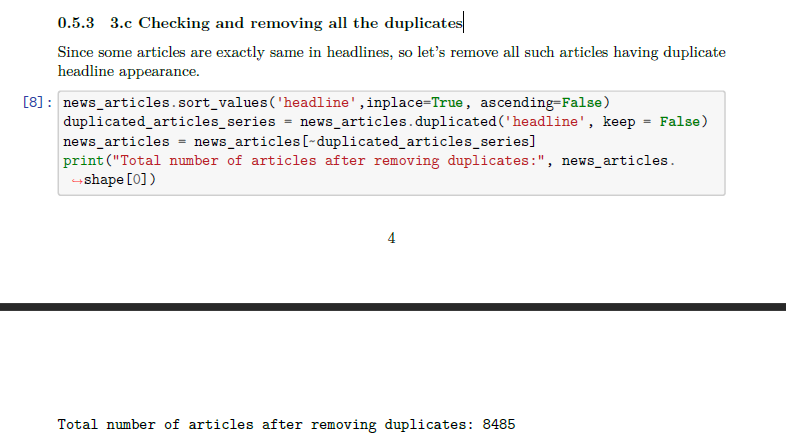 0.5.3 3.c Checking and removing all the duplicates
Since some articles are exactly same in headlines, so let's remove all such articles having duplicate
headline appearance.
[8]: news_articles.sort_values('headline',inplace=True, ascending=False)
duplicated_articles_series = news_articles.duplicated('headline', keep = False)
news_articles = news_articles[~duplicated_articles_series]
print("Total number of articles after removing duplicates:", news_articles.
↪shape[0])
4
Total number of articles after removing duplicates: 8485